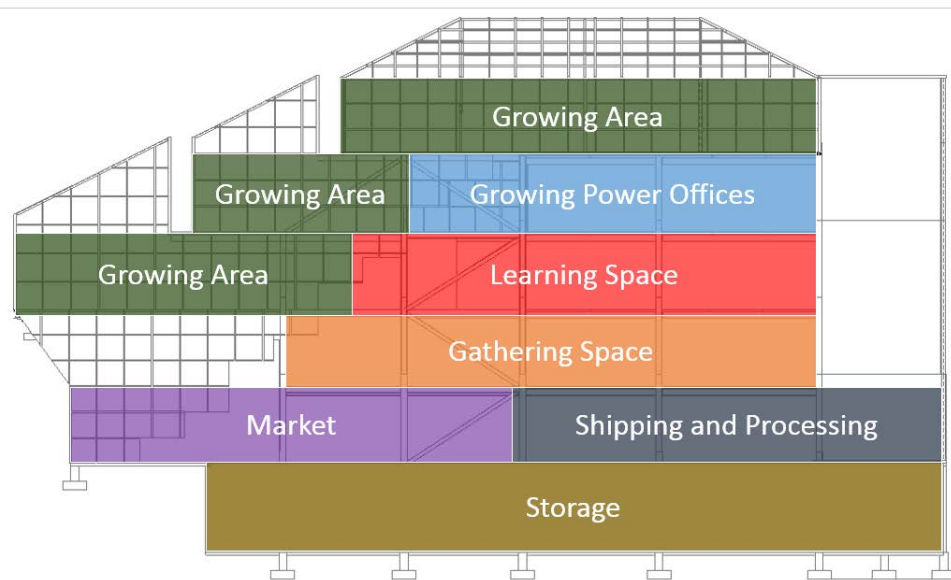 Growing Area
Growing Area
Growing Power Offices
Growing Area
Learning Space
Gathering Space
Market
Shipping and Processing
Storage